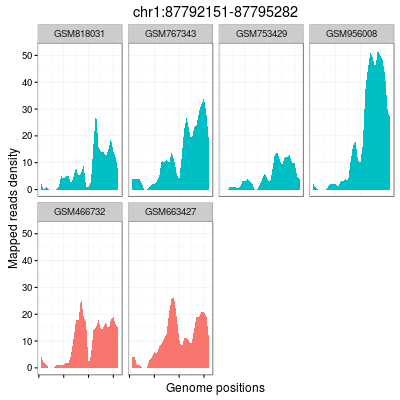 chr1:87792151-87795282
GSM818031 GSM767343 GSM753429 GSM956008
50
40
30
20
10
0
Mapped reads density
GSM466732 GSM663427
50
40
30
20
10
0
Genome positions